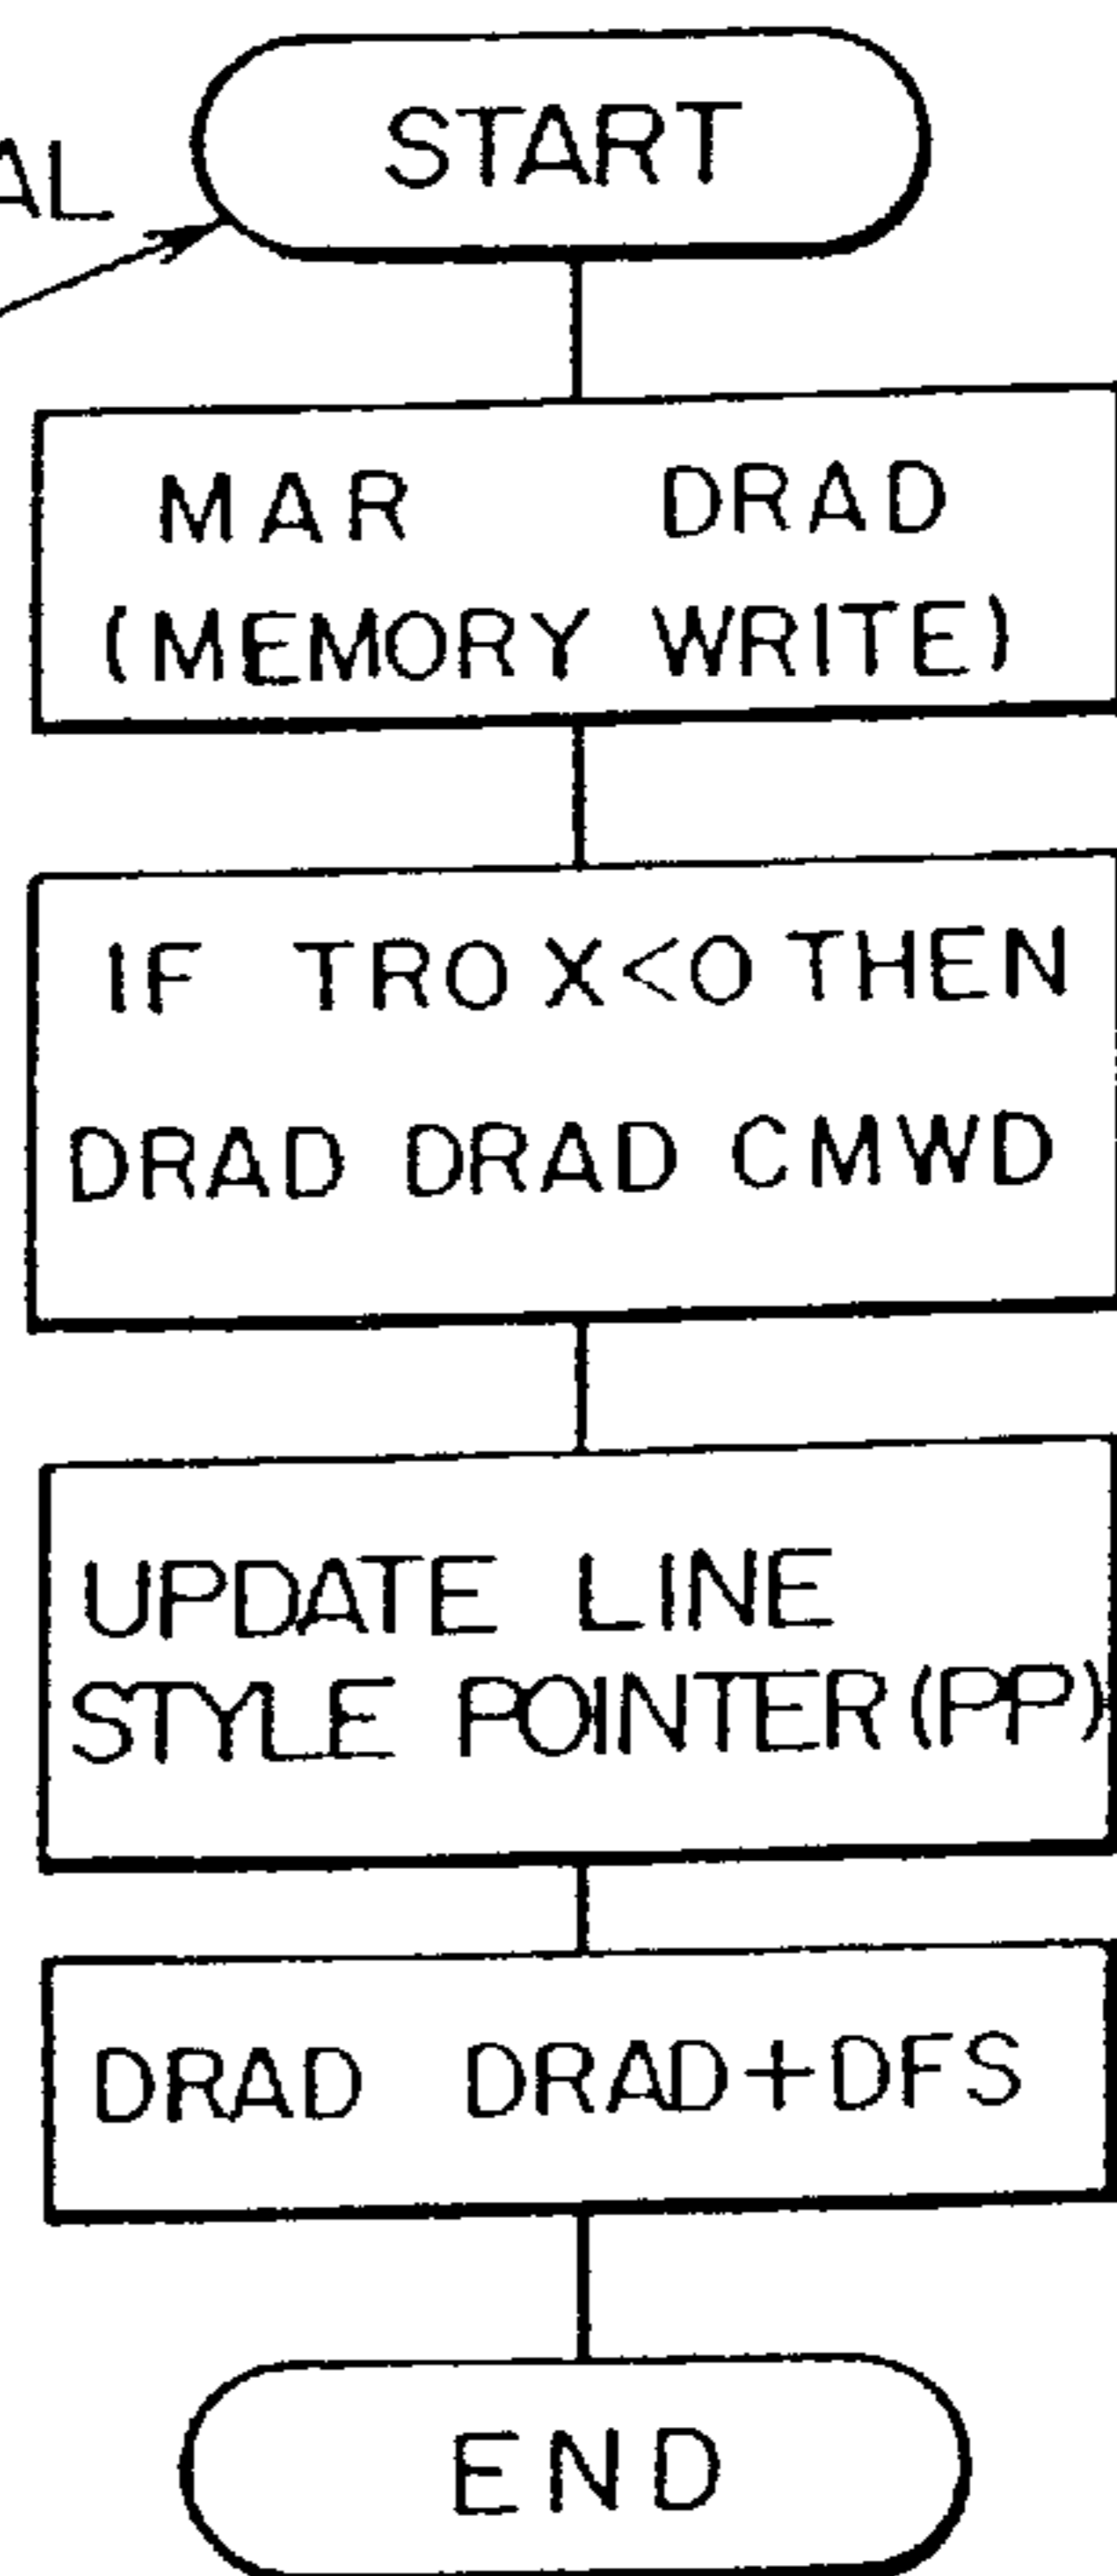 START
AL
MAR DRAD
(MEMORY WRITE)
IF TRO X<0 THEN
DRAD DRAD CMWD
UPDATE LINE
STYLE POINTER (PP)
DRAD DRAD+DFS
END